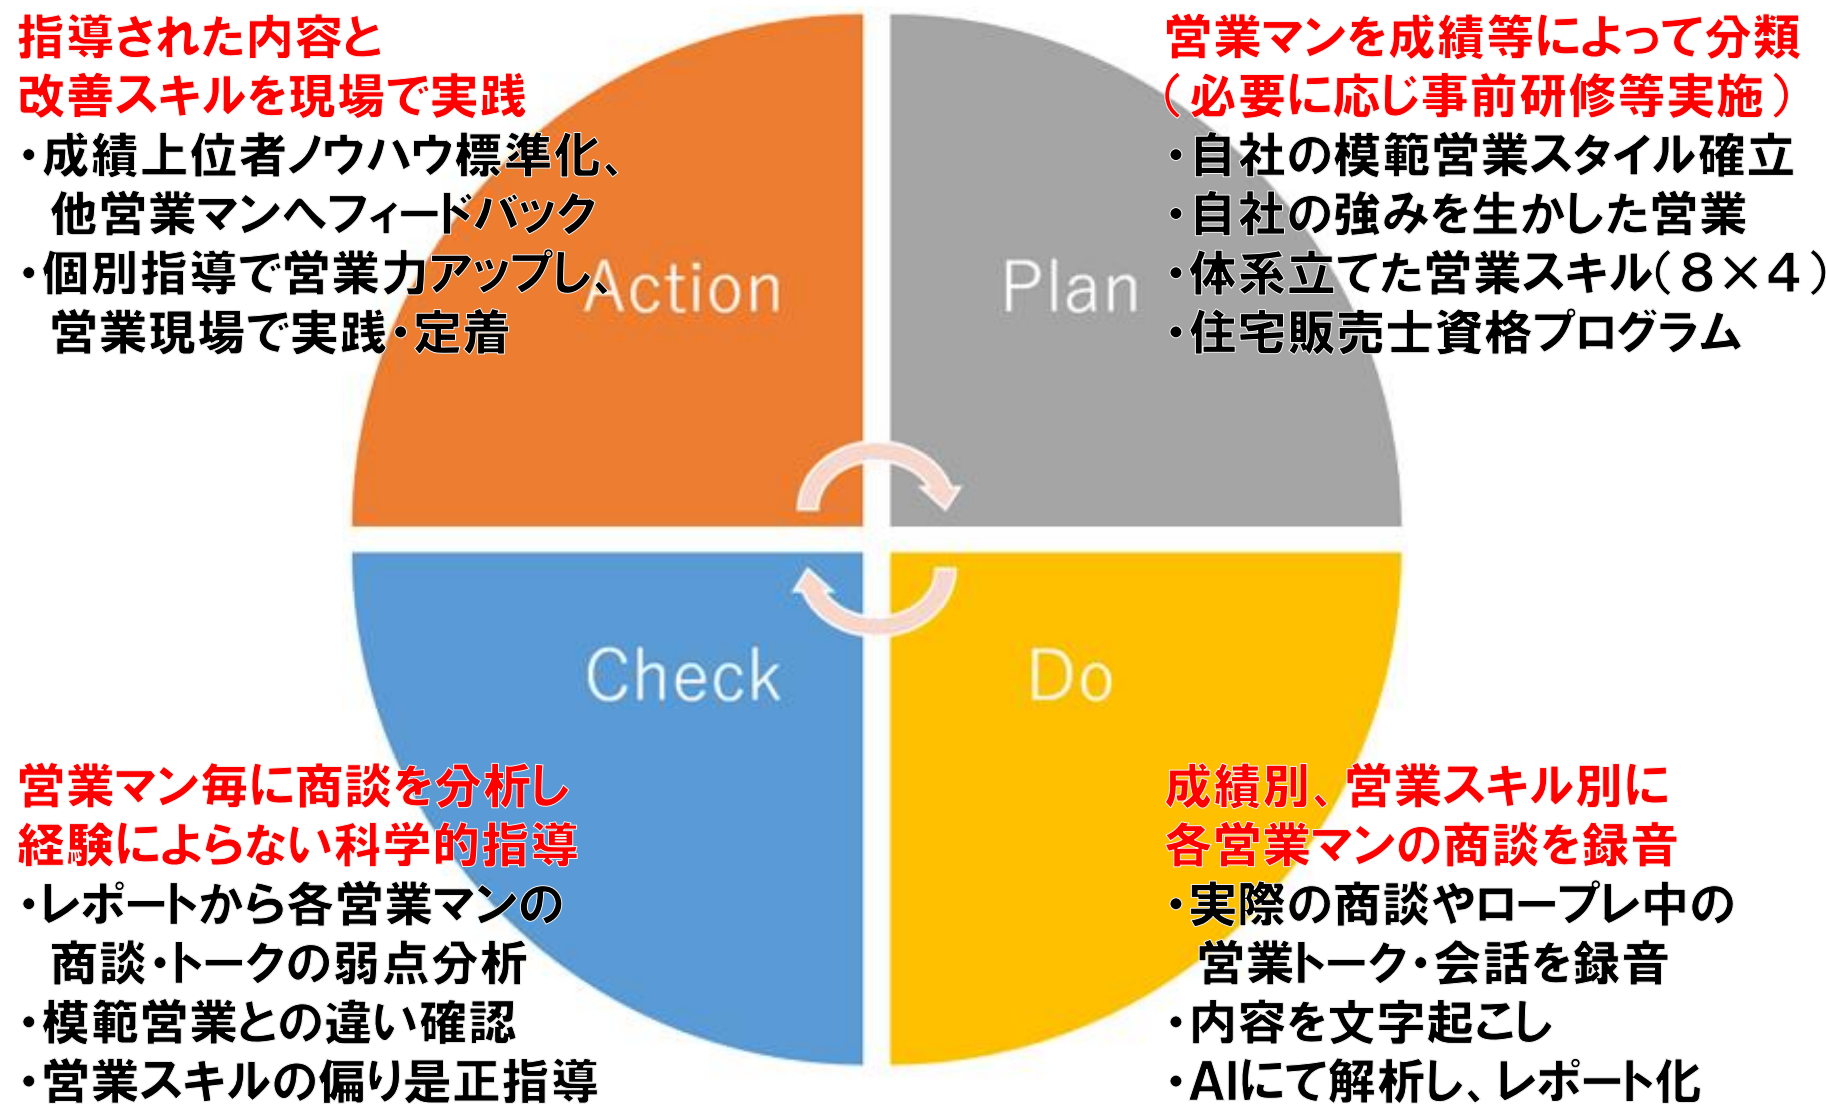 指導された内容と
改善スキルを現場で実践
・成績上位者ノウハウ標準化、
他営業マンへフィードバック
・個別指導で営業力アップし、
営業現場で実践・定着
Action
営業マンを成績等によって分類
（必要に応じ事前研修等実施）
・自社の模範営業スタイル確立
・自社の強みを生かした営業
・体系立てた営業スキル（８×４）
・住宅販売士資格プログラム
Plan
Check
営業マン毎に商談を分析し
経験によらない科学的指導
・レポートから各営業マンの
商談・トークの弱点分析
・模範営業との違い確認
・営業スキルの偏り是正指導
Do
成績別、営業スキル別に
各営業マンの商談を録音
・実際の商談やロープレ中の
営業トーク・会話を録音
・内容を文字起こし
・AIにて解析し、レポート化